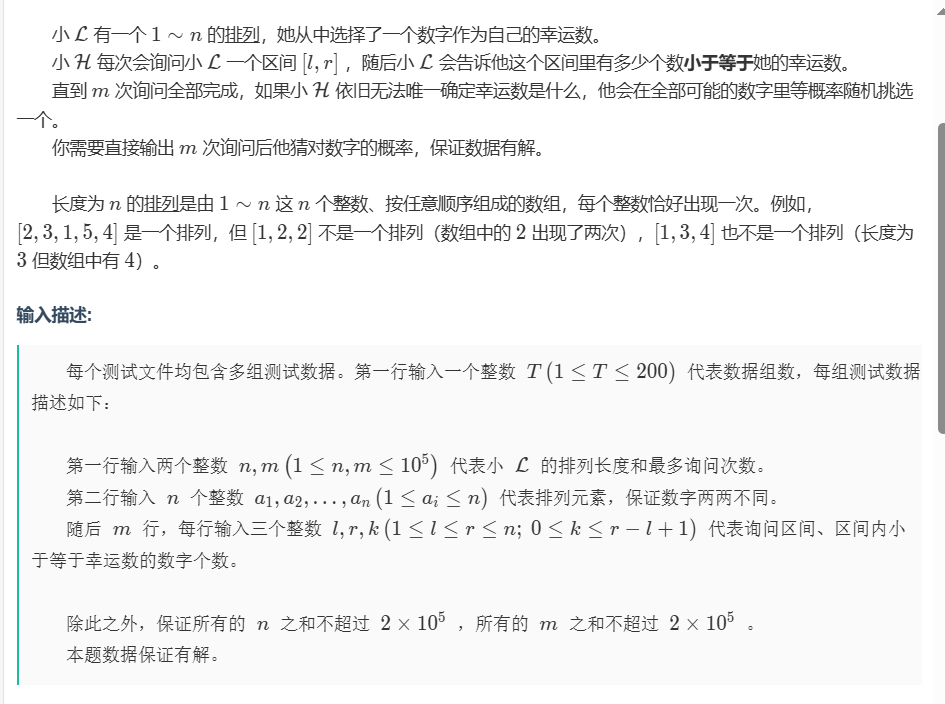 小 $\mathcal{L}$ 有一个 $1 \sim n$ 的排列，她从中选择了一个数字作为自己的幸运数。
小 $\mathcal{H}$ 每次会询问小 $\mathcal{L}$ 一个区间 $[l, r]$ ，随后小 $\mathcal{L}$ 会告诉他这个区间里有多少个数小于等于她的幸运数。
直到 $m$ 次询问全部完成，如果小 $\mathcal{H}$ 依旧无法唯一确定幸运数是什么，他会在全部可能的数字里等概率随机挑选
一个。
你需要直接输出 $m$ 次询问后他猜对数字的概率，保证数据有解。
长度为 $n$ 的排列是由 $1 \sim n$ 这 $n$ 个整数、按任意顺序组成的数组，每个整数恰好出现一次。例如，
$[2, 3, 1, 5, 4]$ 是一个排列，但 $[1, 2, 2]$ 不是一个排列（数组中的 $2$ 出现了两次），$[1, 3, 4]$ 也不是一个排列（长度为
$3$ 但数组中有 $4$）。
输入描述:
每个测试文件均包含多组测试数据。第一行输入一个整数 $T\,(1 \leq T \leq 200)$ 代表数据组数，每组测试数据
描述如下：
第一行输入两个整数 $n, m\,(1 \leq n, m \leq 10^5)$ 代表小 $\mathcal{L}$ 的排列长度和最多询问次数。
第二行输入 $n$ 个整数 $a_1, a_2, \ldots, a_n\,(1 \leq a_i \leq n)$ 代表排列元素，保证数字两两不同。
随后 $m$ 行，每行输入三个整数 $l, r, k\,(1 \leq l \leq r \leq n;\ 0 \leq k \leq r - l + 1)$ 代表询问区间、区间内小
于等于幸运数的数字个数。
除此之外，保证所有的 $n$ 之和不超过 $2 \times 10^5$ ，所有的 $m$ 之和不超过 $2 \times 10^5$ 。
本题数据保证有解。